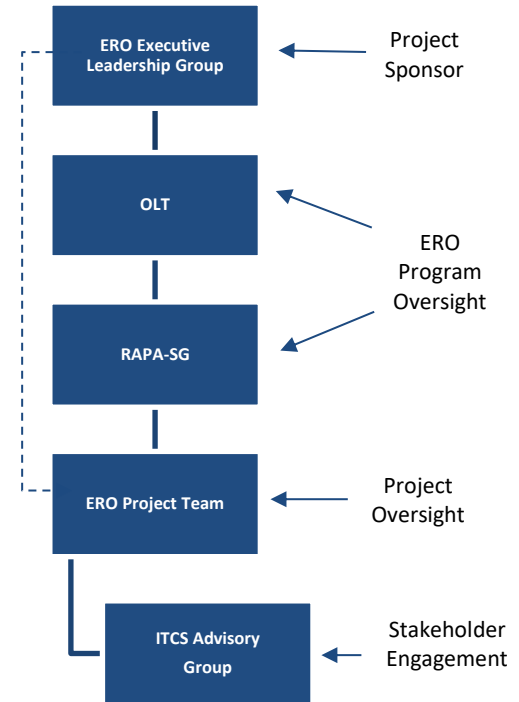 ERO Executive
Leadership Group
Project
Sponsor
OLT
ERO
Program
Oversight
RAPA-SG
ERO Project Team
Project
Oversight
ITCS Advisory
Group
Stakeholder
Engagement